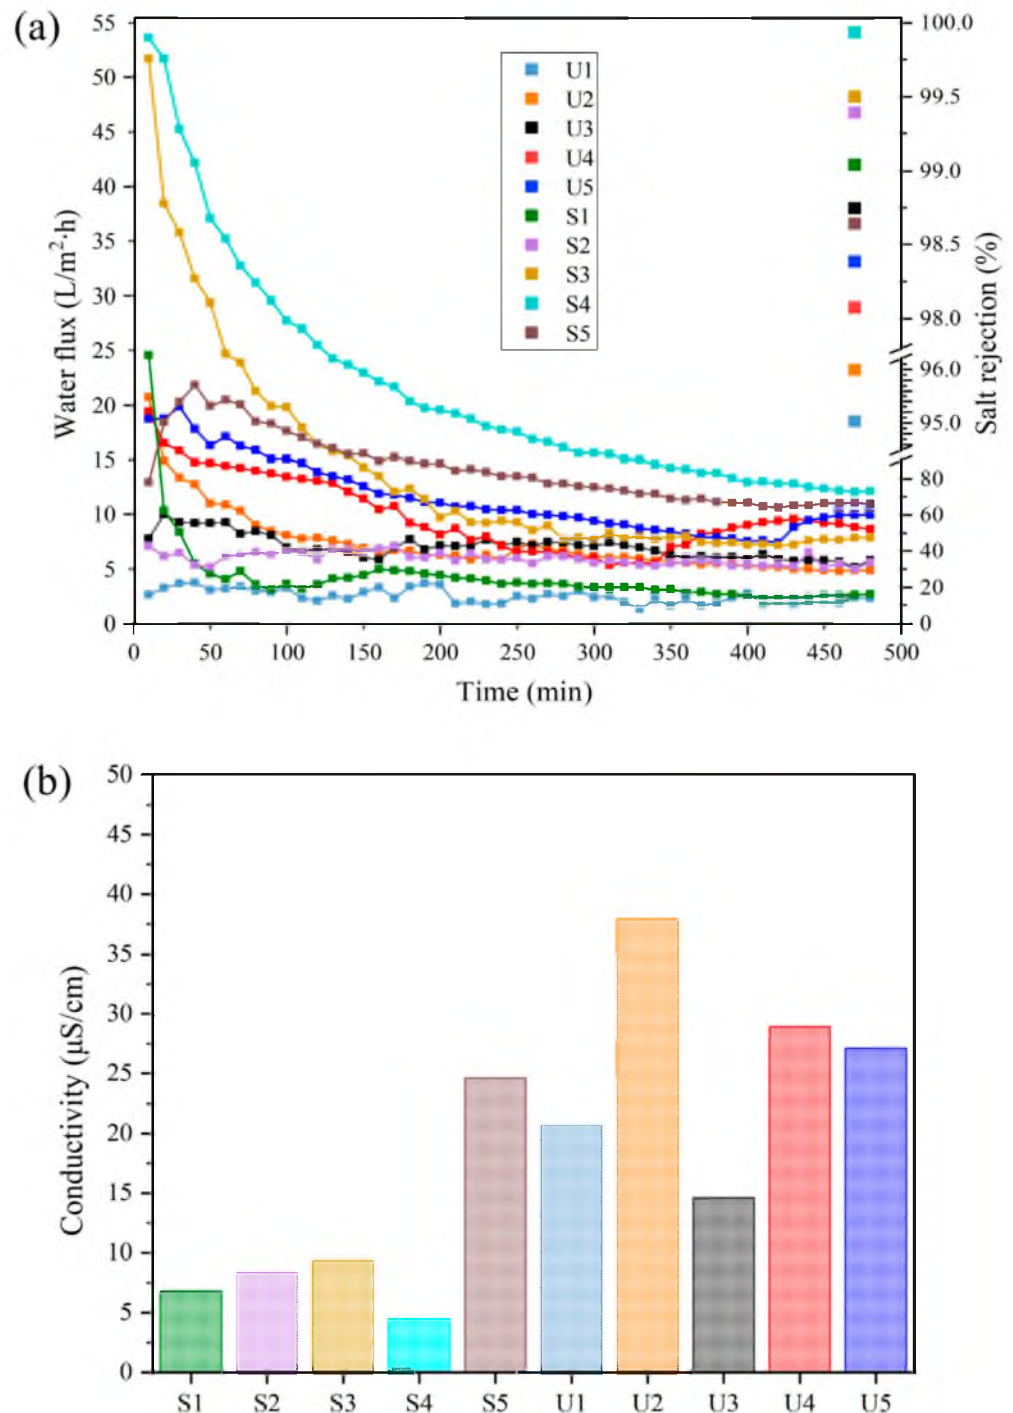 (a)
55
50
45
40
35
30
25
20
15
10
5
0
Water flux (L/m²·h)
U1
U2
U3
U4
U5
S1
S2
S3
S4
S5
100.0
99.5
99.0
98.5
98.0
96.0
95.0
80
60
40
20
0
Salt rejection (%)
0 50 100 150 200 250 300 350 400 450 500
Time (min)
(b)
50
45
40
35
30
25
20
15
10
5
0
Conductivity (μS/cm)
S1 S2 S3 S4 S5 U1 U2 U3 U4 U5